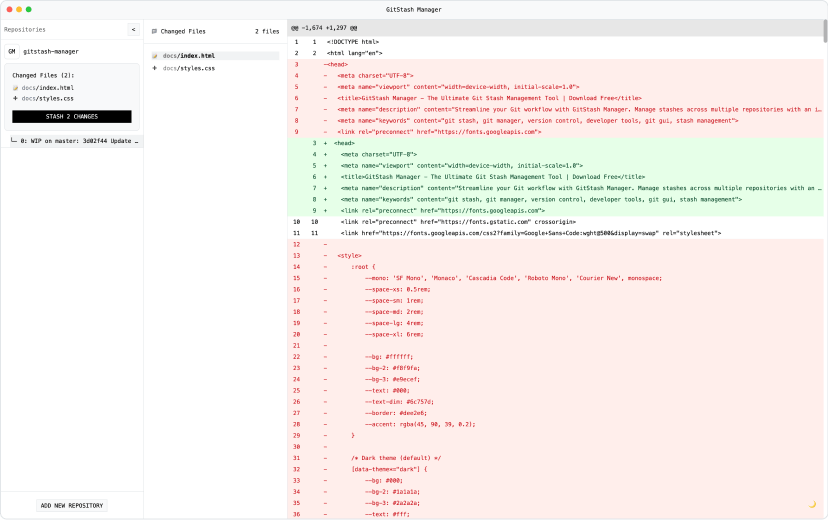 GitStash Manager
Repositories
<
GM gitstash-manager
Changed Files (2):
docs/index.html
+ docs/styles.css
STASH 2 CHANGES
0: WIP on master: 3d02f44 Update …
ADD NEW REPOSITORY
Changed Files 2 files
docs/index.html
+ docs/styles.css
@@ -1,674 +1,297 @@
1 1 <!DOCTYPE html>
2 2 <html lang="en">
3 -<head>
4 - <meta charset="UTF-8">
5 - <meta name="viewport" content="width=device-width, initial-scale=1.0">
6 - <title>GitStash Manager - The Ultimate Git Stash Management Tool | Download Free</title>
7 - <meta name="description" content="Streamline your Git workflow with GitStash Manager. Manage stashes across multiple repositories with an i…
8 - <meta name="keywords" content="git stash, git manager, version control, developer tools, git gui, stash management">
9 - <link rel="preconnect" href="https://fonts.googleapis.com">
3 + <head>
4 + <meta charset="UTF-8">
5 + <meta name="viewport" content="width=device-width, initial-scale=1.0">
6 + <title>GitStash Manager - The Ultimate Git Stash Management Tool | Download Free</title>
7 + <meta name="description" content="Streamline your Git workflow with GitStash Manager. Manage stashes across multiple repositories with an …
8 + <meta name="keywords" content="git stash, git manager, version control, developer tools, git gui, stash management">
9 + <link rel="preconnect" href="https://fonts.googleapis.com">
10 10 <link rel="preconnect" href="https://fonts.gstatic.com" crossorigin>
11 11 <link href="https://fonts.googleapis.com/css2?family=Google+Sans+Code:wght@500&display=swap" rel="stylesheet">
12 -
13 - <style>
14 - :root {
15 - --mono: 'SF Mono', 'Monaco', 'Cascadia Code', 'Roboto Mono', 'Courier New', monospace;
16 - --space-xs: 0.5rem;
17 - --space-sm: 1rem;
18 - --space-md: 2rem;
19 - --space-lg: 4rem;
20 - --space-xl: 6rem;
21 -
22 - --bg: #ffffff;
23 - --bg-2: #f8f9fa;
24 - --bg-3: #e9ecef;
25 - --text: #000;
26 - --text-dim: #6c757d;
27 - --border: #dee2e6;
28 - --accent: rgba(45, 90, 39, 0.2);
29 - }
30 -
31 - /* Dark theme (default) */
32 - [data-theme="dark"] {
33 - --bg: #000;
34 - --bg-2: #1a1a1a;
35 - --bg-3: #2a2a2a;
36 - --text: #fff;